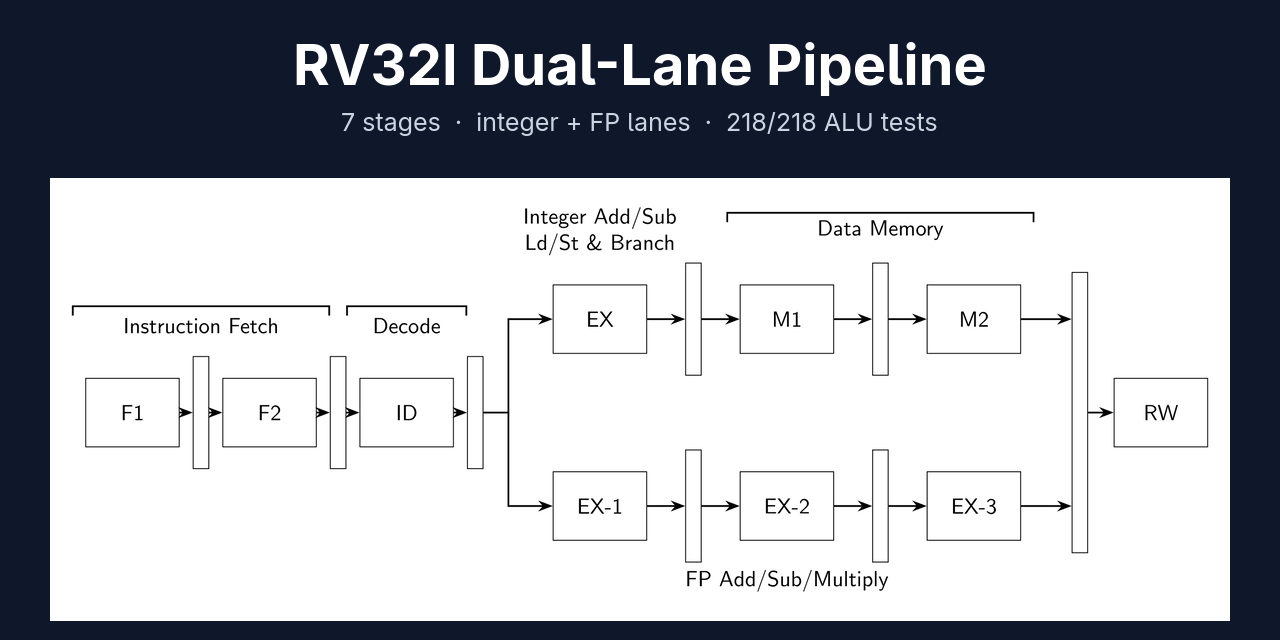 RV32I Dual-Lane Pipeline
7 stages · integer + FP lanes · 218/218 ALU tests
Integer Add/Sub
Ld/St & Branch
Data Memory
Instruction Fetch
Decode
EX
M1
M2
F1
F2
ID
RW
EX-1
EX-2
EX-3
FP Add/Sub/Multiply